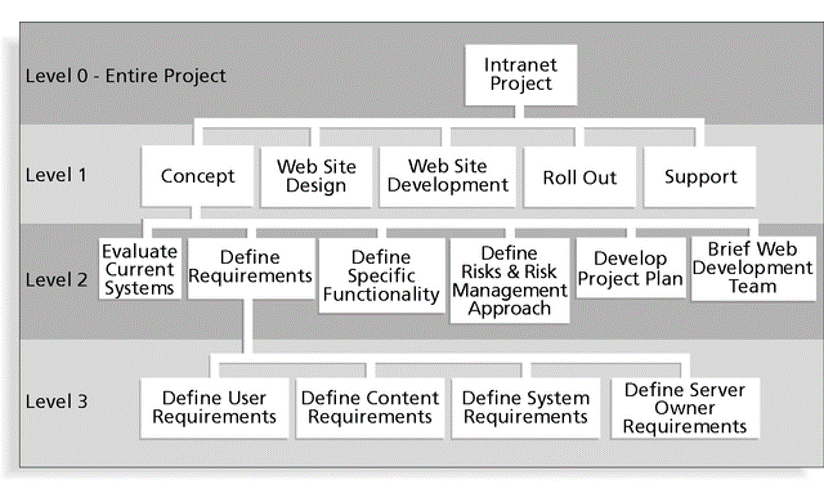 Level 0 - Entire Project
Intranet
Project
Level 1
Concept
Web Site
Design
Web Site
Development
Roll Out
Support
Level 2
Evaluate
Current
Systems
Define
Requirements
Define
Specific
Functionality
Define
Risks & Risk
Management
Approach
Develop
Project Plan
Brief Web
Development
Team
Level 3
Define User
Requirements
Define Content
Requirements
Define System
Requirements
Define Server
Owner
Requirements